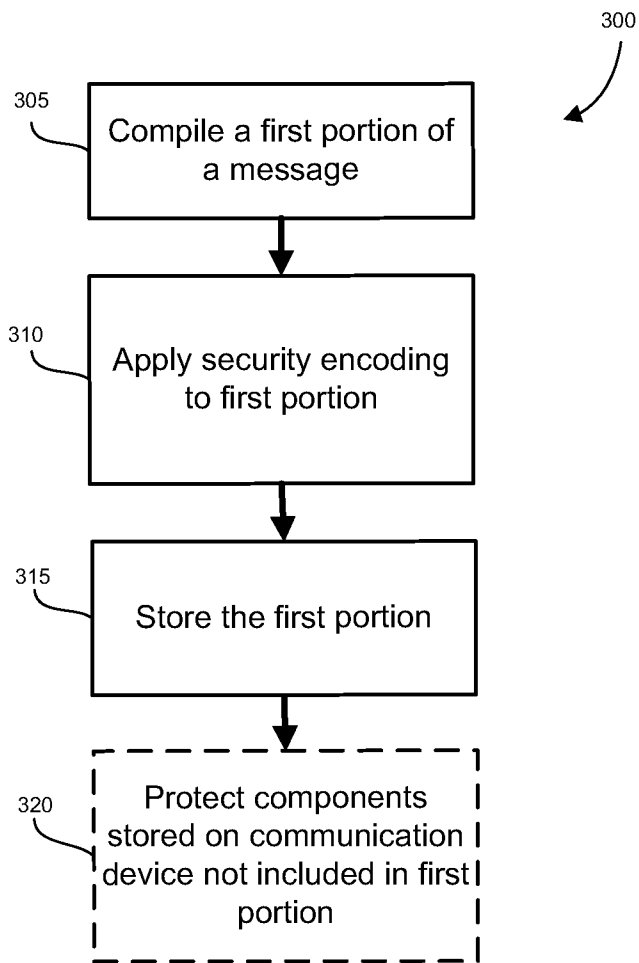 300
305
Compile a first portion of
a message
310
Apply security encoding
to first portion
315
Store the first portion
320
Protect components
stored on communication
device not included in first
portion